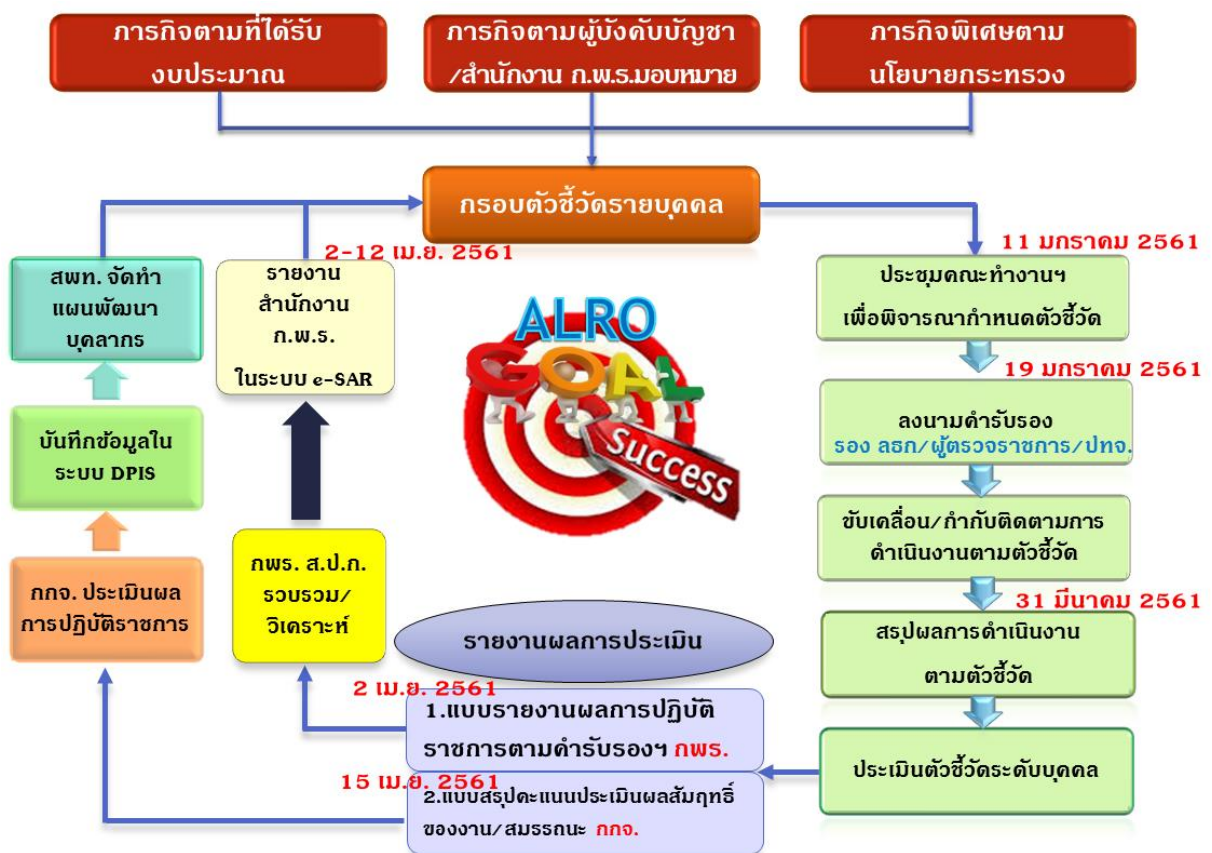 ภารกิจตามที่ได้รับ
งบประมาณ
ภารกิจตามผู้บังคับบัญชา
/สำนักงาน ก.พ.ร.มอบหมาย
ภารกิจพิเศษตาม
นโยบายกระทรวง
กรอบตัวชี้วัดรายบุคคล
11 มกราคม 2561
ประชุมคณะทำงานฯ
เพื่อพิจารณากำหนดตัวชี้วัด
19 มกราคม 2561
ลงนามคำรับรอง
รอง ลธก/ผู้ตรวจราชการ/ปทจ.
ขับเคลื่อน/กำกับติดตามการ
ดำเนินงานตามตัวชี้วัด
31 มีนาคม 2561
สรุปผลการดำเนินงาน
ตามตัวชี้วัด
ประเมินตัวชี้วัดระดับบุคคล
รายงานผลการประเมิน
2 เม.ย. 2561
1.แบบรายงานผลการปฏิบัติ
ราชการตามคำรับรองฯ กพร.
15 เม.ย. 2561
2.แบบสรุปคะแนนประเมินผลสัมฤทธิ์
ของงาน/สมรรถนะ กกจ.
กพร. ส.ป.ก.
รวบรวม/
วิเคราะห์
2-12 เม.ย. 2561
รายงาน
สำนักงาน
ก.พ.ร.
ในระบบ e-SAR
กกจ. ประเมินผล
การปฏิบัติราชการ
บันทึกข้อมูลใน
ระบบ DPIS
สพท. จัดทำ
แผนพัฒนา
บุคลากร
ALRO
GOAL
Success